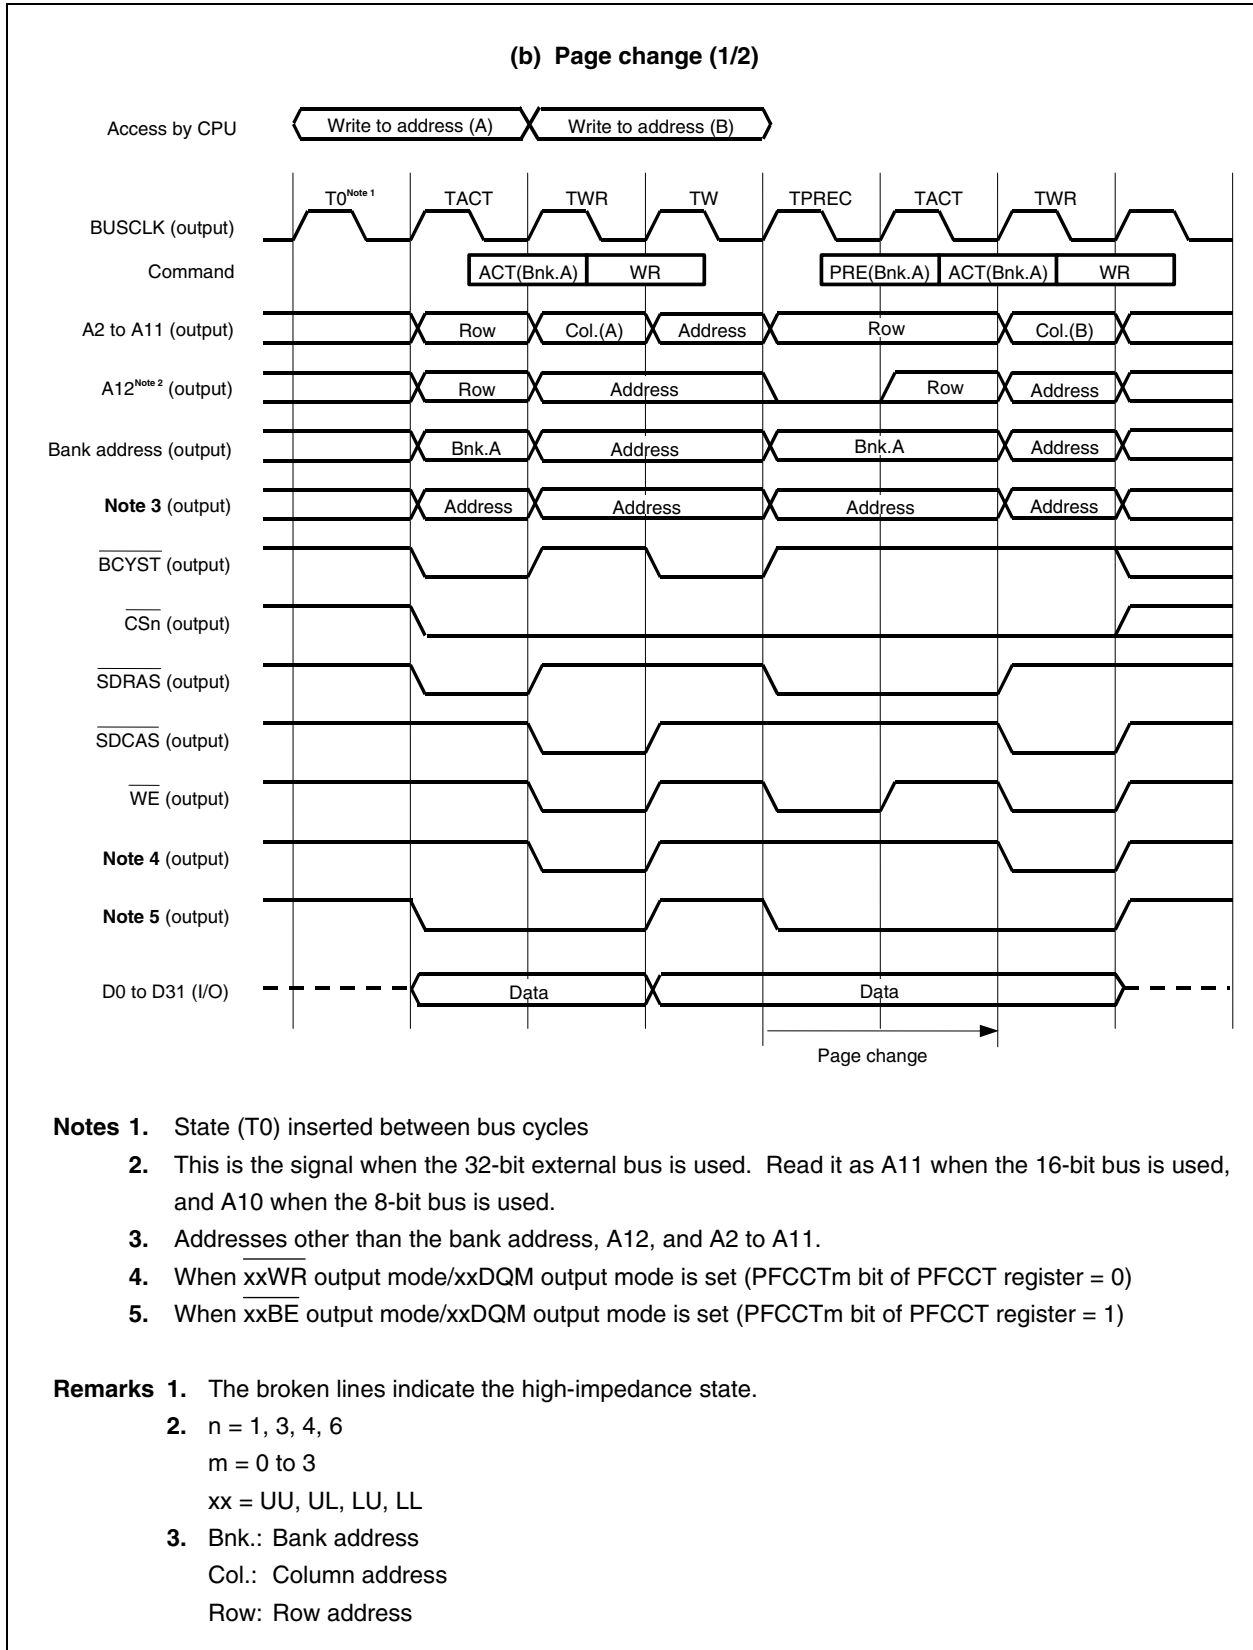 (b) Page change (1/2)
Access by CPU
Write to address (A)
Write to address (B)
T0Note 1
TACT
TWR
TW
TPREC
TACT
TWR
BUSCLK (output)
Command
ACT(Bnk.A)
WR
PRE(Bnk.A)
ACT(Bnk.A)
WR
A2 to A11 (output)
Row
Col.(A)
Address
Row
Col.(B)
A12Note 2 (output)
Row
Address
Row
Address
Bank address (output)
Bnk.A
Address
Bnk.A
Address
Note 3 (output)
Address
Address
Address
Address
BCYST (output)
CSn (output)
SDRAS (output)
SDCAS (output)
WE (output)
Note 4 (output)
Note 5 (output)
D0 to D31 (I/O)
Data
Data
Page change
Notes 1. State (T0) inserted between bus cycles
2. This is the signal when the 32-bit external bus is used. Read it as A11 when the 16-bit bus is used,
and A10 when the 8-bit bus is used.
3. Addresses other than the bank address, A12, and A2 to A11.
4. When xxWR output mode/xxDQM output mode is set (PFCCTm bit of PFCCT register = 0)
5. When xxBE output mode/xxDQM output mode is set (PFCCTm bit of PFCCT register = 1)
Remarks 1. The broken lines indicate the high-impedance state.
2. n = 1, 3, 4, 6
m = 0 to 3
xx = UU, UL, LU, LL
3. Bnk.: Bank address
Col.: Column address
Row: Row address